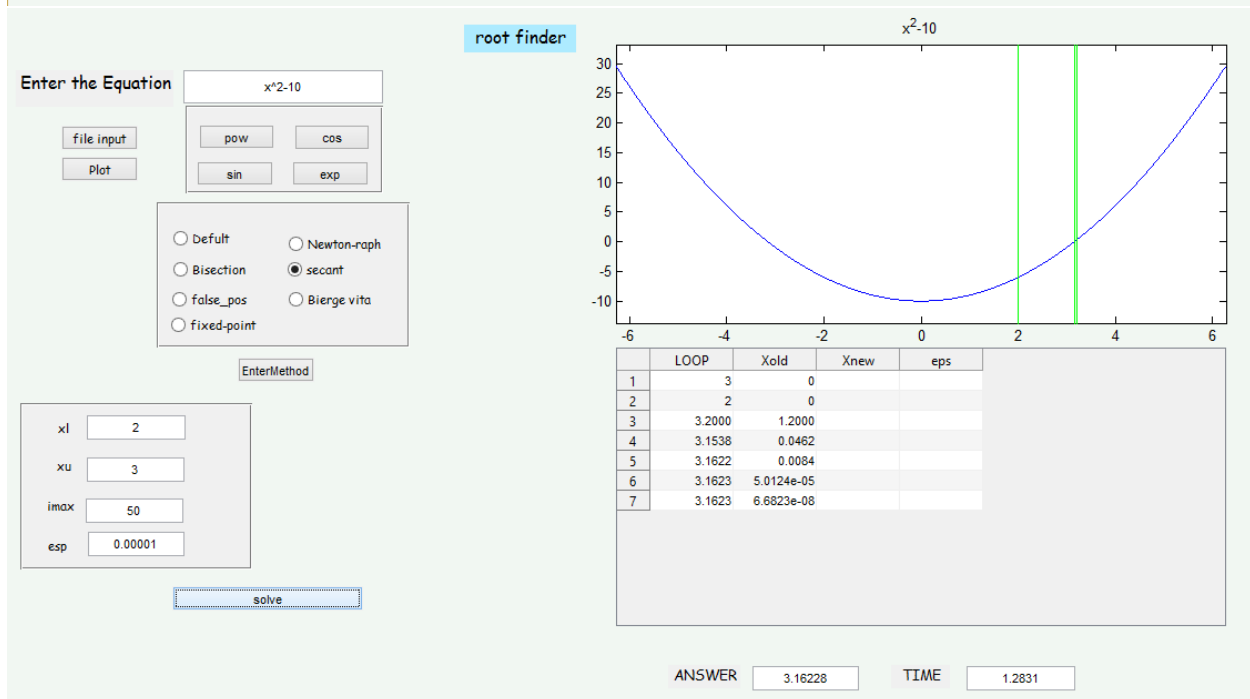 root finder
Enter the Equation
x^2-10
file input
Plot
pow
cos
sin
exp
Defult
Newton-raph
Bisection
secant
false_pos
Bierge vita
fixed-point
EnterMethod
xl
2
xu
3
imax
50
esp
0.00001
solve
x²-10
30
25
20
15
10
5
0
-5
-10
-6 -4 -2 0 2 4 6
LOOP Xold Xnew eps
1 3 0
2 2 0
3 3.2000 1.2000
4 3.1538 0.0462
5 3.1622 0.0084
6 3.1623 5.0124e-05
7 3.1623 6.6823e-08
ANSWER 3.16228 TIME 1.2831